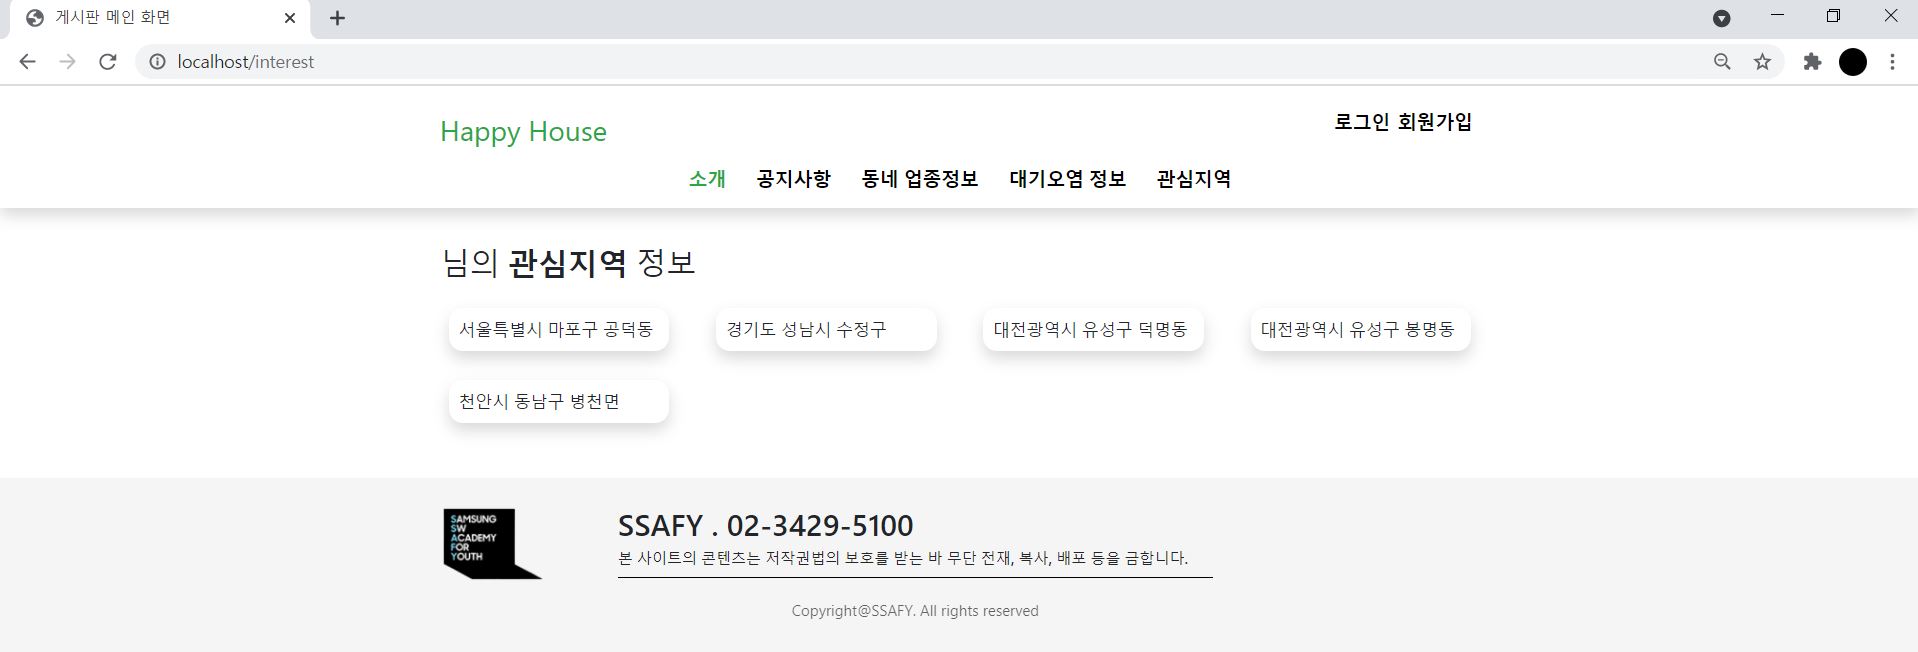 게시판 메인 화면
localhost/interest
Happy House
로그인 회원가입
소개 공지사항 동네 업종정보 대기오염 정보 관심지역
님의 관심지역 정보
서울특별시 마포구 공덕동 경기도 성남시 수정구 대전광역시 유성구 덕명동 대전광역시 유성구 봉명동
천안시 동남구 병천면
SAMSUNG
SW
ACADEMY
FOR
YOUTH
SSAFY . 02-3429-5100
본 사이트의 콘텐츠는 저작권법의 보호를 받는 바 무단 전재, 복사, 배포 등을 금합니다.
Copyright@SSAFY. All rights reserved